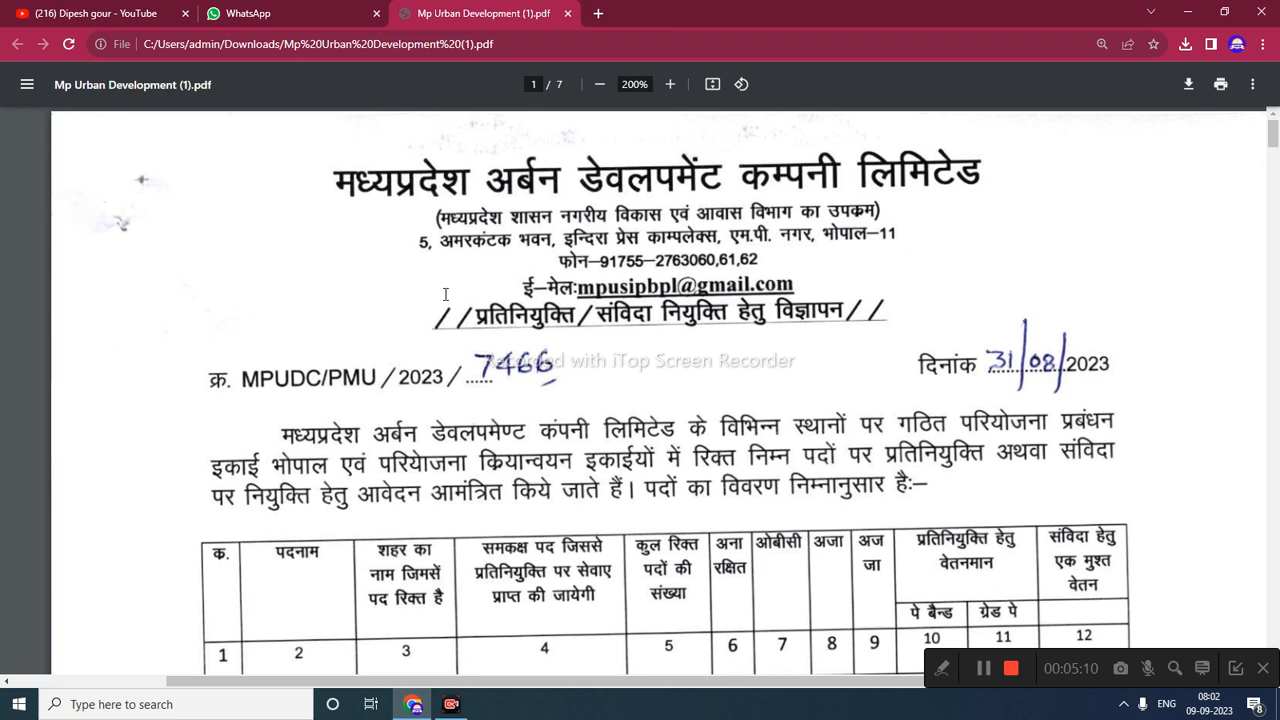 (216) Dipesh gour - YouTube
WhatsApp
Mp Urban Development (1).pdf
File
C:/Users/admin/Downloads/Mp%20Urban%20Development%20(1).pdf
Mp Urban Development (1).pdf
1 / 7
200%
मध्यप्रदेश अर्बन डेवलपमेंट कम्पनी लिमिटेड
(मध्यप्रदेश शासन नगरीय विकास एवं आवास विभाग का उपक्रम)
5, अमरकंटक भवन, इन्दिरा प्रेस काम्पलेक्स, एम.पी. नगर, भोपाल–11
फोन–91755–2763060,61,62
ई–मेल:mpusipbpl@gmail.com
//प्रतिनियुक्ति/संविदा नियुक्ति हेतु विज्ञापन//
Recorded with iTop Screen Recorder
क्र. MPUDC/PMU/2023/......7466
दिनांक 31/08/2023
मध्यप्रदेश अर्बन डेवलपमेण्ट कंपनी लिमिटेड के विभिन्न स्थानों पर गठित परियोजना प्रबंधन
इकाई भोपाल एवं परियेाजना क्रियान्वयन इकाईयों में रिक्त निम्न पदों पर प्रतिनियुक्ति अथवा संविदा
पर नियुक्ति हेतु आवेदन आमंत्रित किये जाते हैं। पदों का विवरण निम्नानुसार है:–
क.
पदनाम
शहर का
नाम जिमसें
पद रिक्त है
समकक्ष पद जिससे
प्रतिनियुक्ति पर सेवाए
प्राप्त की जायेगी
कुल रिक्त
पदों की
संख्या
अना
रक्षित
ओबीसी
अजा
अज
जा
प्रतिनियुक्ति हेतु
वेतनमान
संविदा हेतु
एक मुश्त
वेतन
पे बैन्ड
ग्रेड पे
1 2 3 4 5 6 7 8 9 10 11 12
00:05:10
Type here to search
ENG
08:02
09-09-2023
8